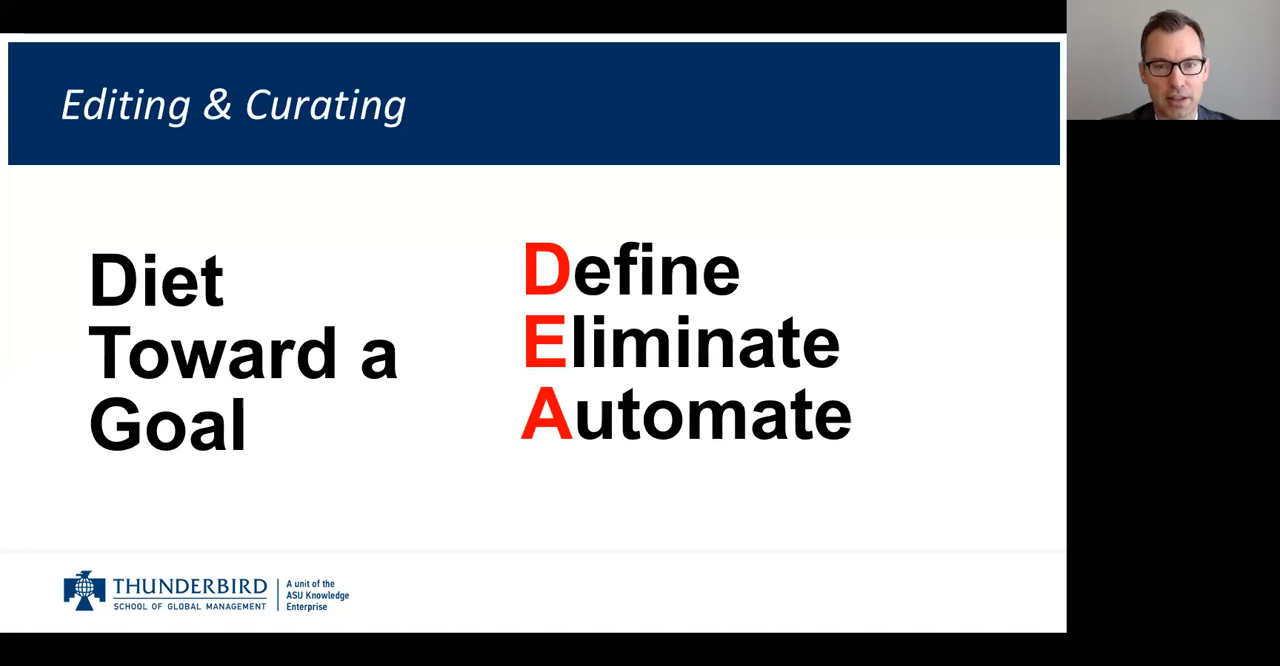 Editing & Curating
Diet
Toward a
Goal
Define
Eliminate
Automate
THUNDERBIRD
SCHOOL OF GLOBAL MANAGEMENT
A unit of the
ASU Knowledge
Enterprise